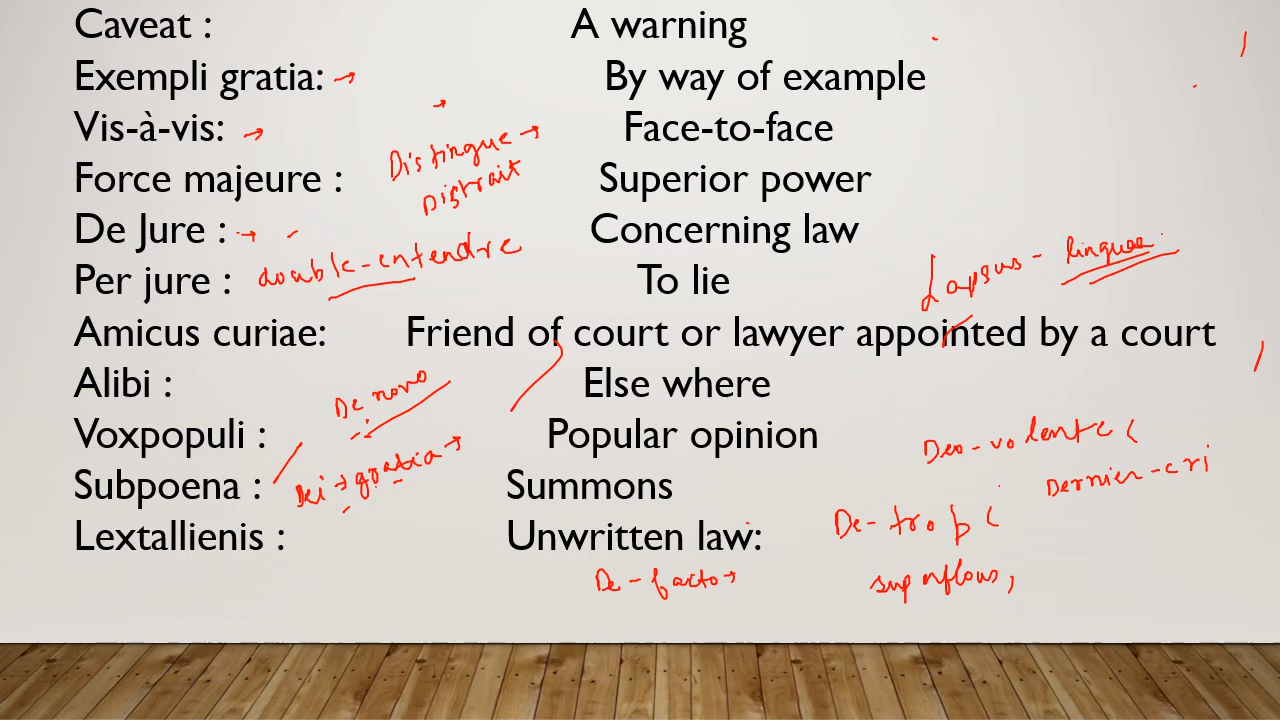 Caveat : A warning
Exempli gratia: By way of example
Vis-à-vis: Face-to-face
Distingue
Force majeure : Superior power
Distrait
De Jure : Concerning law
double-entendre
Per jure : To lie
Lapsus - linguae
Amicus curiae: Friend of court or lawyer appointed by a court
Alibi : Else where
De novo
Voxpopuli : Popular opinion
Deo-volente (
Dei gratia
Subpoena : Summons
Dernier-cri
Lextallienis : Unwritten law:
De-trop (
De-facto
superflous,